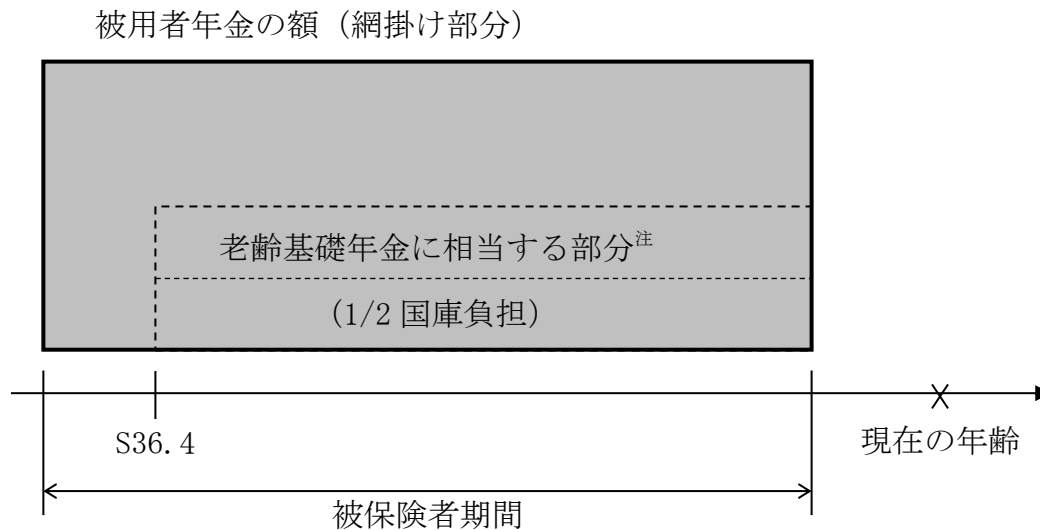 被用者年金の額（網掛け部分）
老齢基礎年金に相当する部分注
（1/2 国庫負担）
S36.4
現在の年齢
被保険者期間